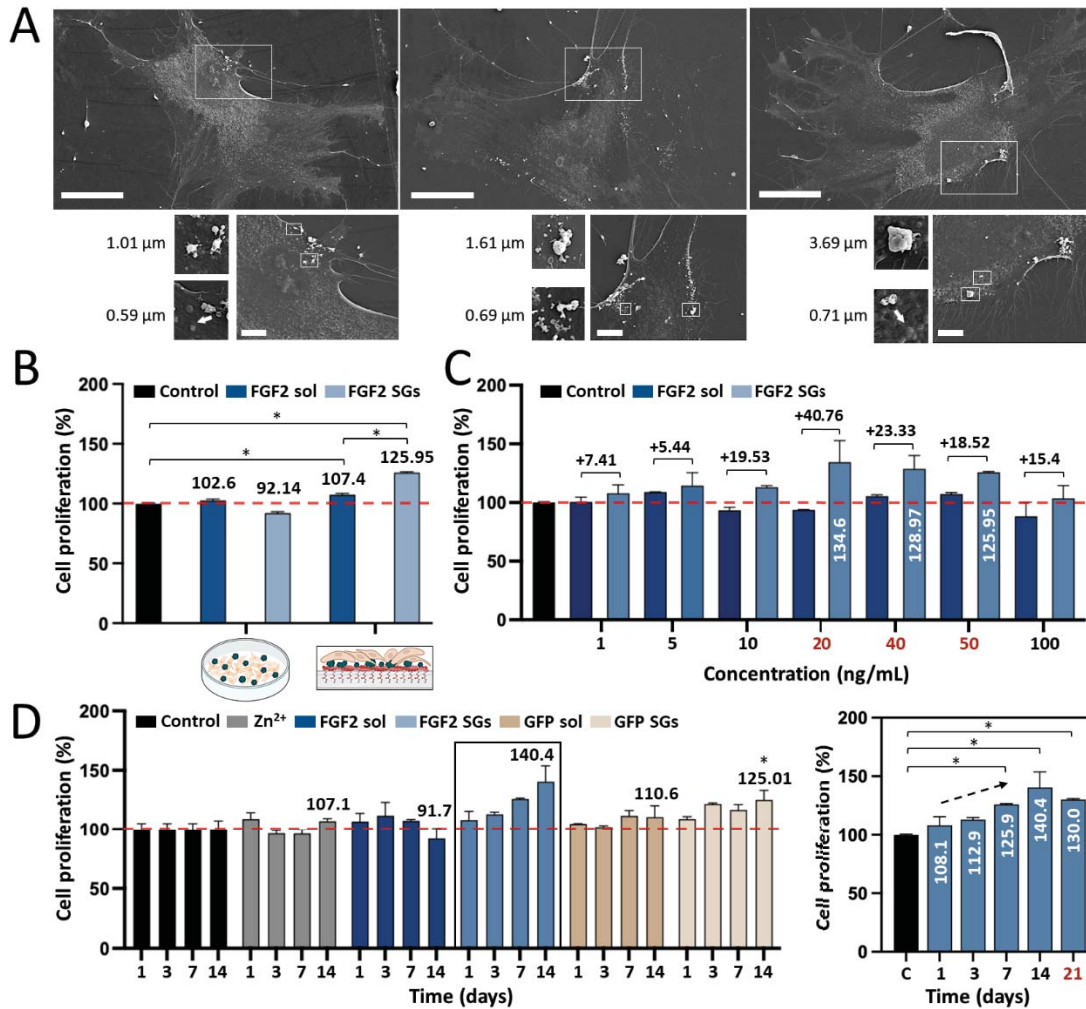 A
1.01 μm
0.59 μm
1.61 μm
0.69 μm
3.69 μm
0.71 μm
B
Cell proliferation (%)
200
150
100
50
0
Control FGF2 sol FGF2 SGs
*
*
*
102.6
92.14
107.4
125.95
C
Cell proliferation (%)
200
150
100
50
0
Control FGF2 sol FGF2 SGs
+7.41
+5.44
+19.53
+40.76
+23.33
+18.52
+15.4
134.6
128.97
125.95
1 5 10 20 40 50 100
Concentration (ng/mL)
D
Cell proliferation (%)
200
150
100
50
0
Control Zn²⁺ FGF2 sol FGF2 SGs GFP sol GFP SGs
107.1
91.7
140.4
110.6
*
125.01
1 3 7 14 1 3 7 14 1 3 7 14 1 3 7 14 1 3 7 14 1 3 7 14
Time (days)
Cell proliferation (%)
200
150
100
50
0
*
*
*
108.1
112.9
125.9
140.4
130.0
C 1 3 7 14 21
Time (days)